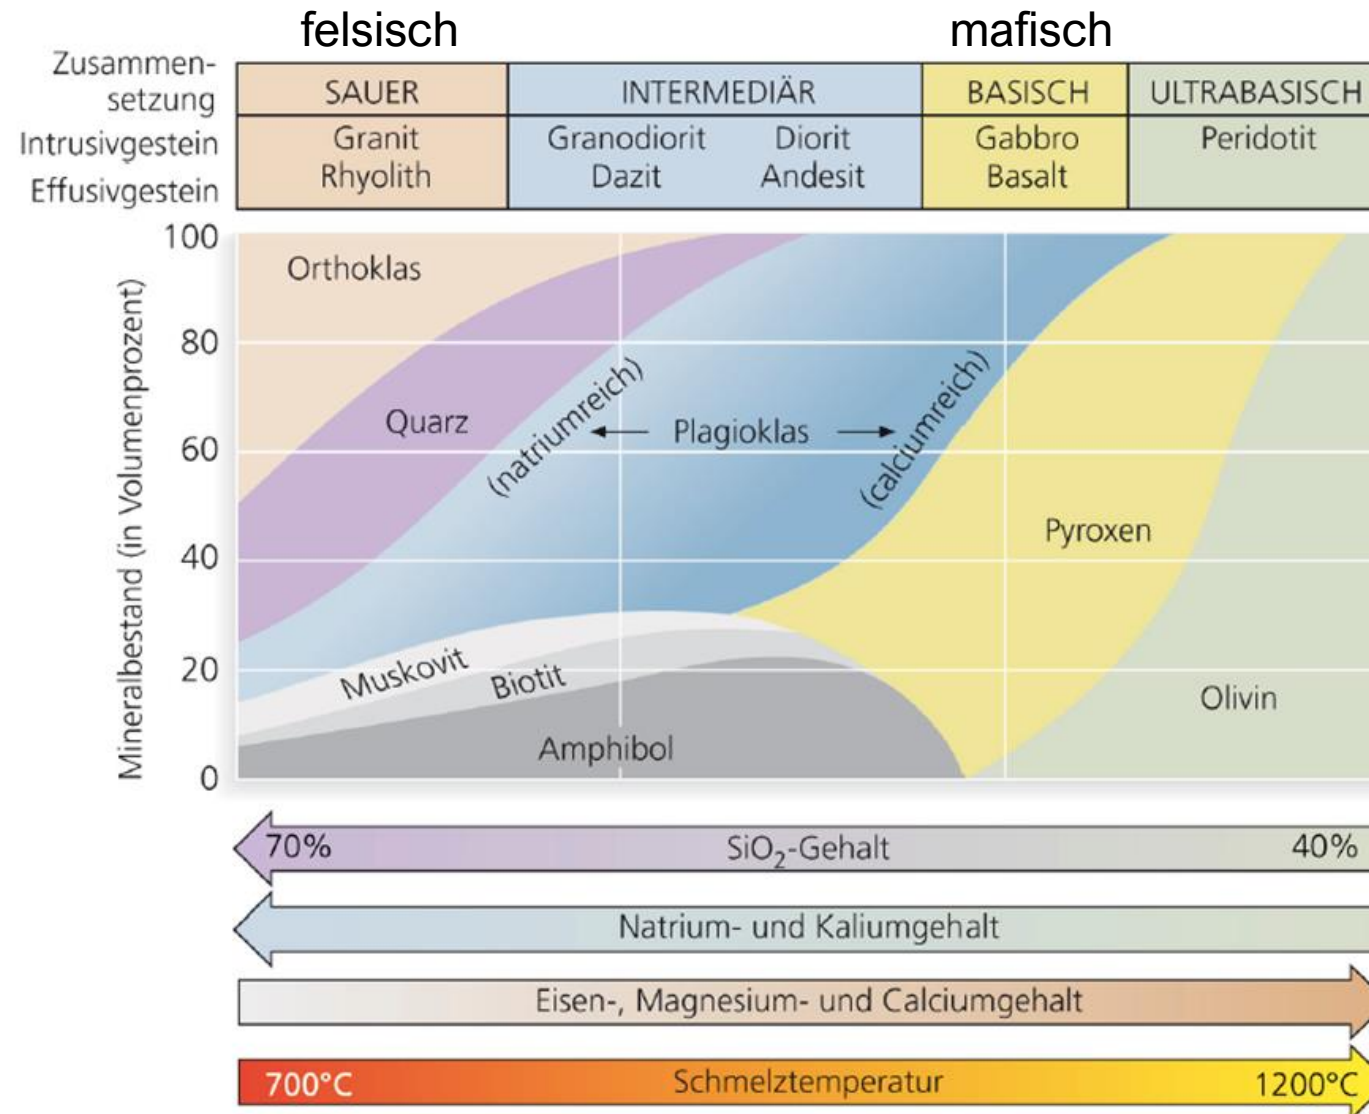 felsisch mafisch
Zusammen-
setzung SAUER INTERMEDIÄR BASISCH ULTRABASISCH
Intrusivgestein Granit Granodiorit Diorit Gabbro Peridotit
Effusivgestein Rhyolith Dazit Andesit Basalt
Mineralbestand (in Volumenprozent)
100
80
60
40
20
0
Orthoklas
Quarz
(natriumreich)
Plagioklas
(calciumreich)
Pyroxen
Muskovit
Biotit
Olivin
Amphibol
70% SiO₂-Gehalt 40%
Natrium- und Kaliumgehalt
Eisen-, Magnesium- und Calciumgehalt
700°C Schmelztemperatur 1200°C